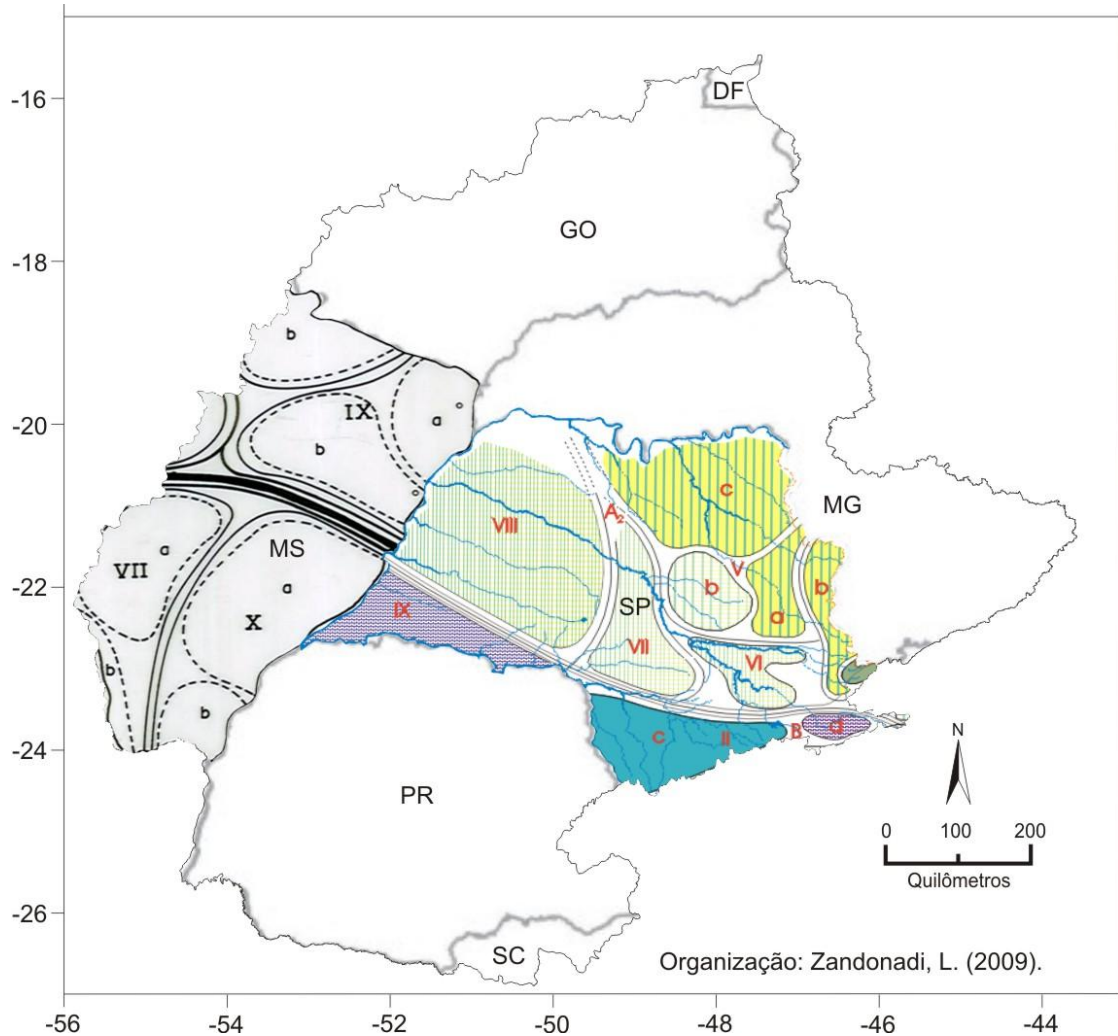 -16
-18
-20
-22
-24
-26
-56
-54
-52
-50
-48
-46
-44
DF
GO
MG
MS
SP
PR
SC
b
IX
a
b
VII
a
a
X
b
b
VIII
A2
c
V
b
a
b
SP
VII
VI
IX
c
II
B
d
N
0 100 200
Quilômetros
Organização: Zandonadi, L. (2009).